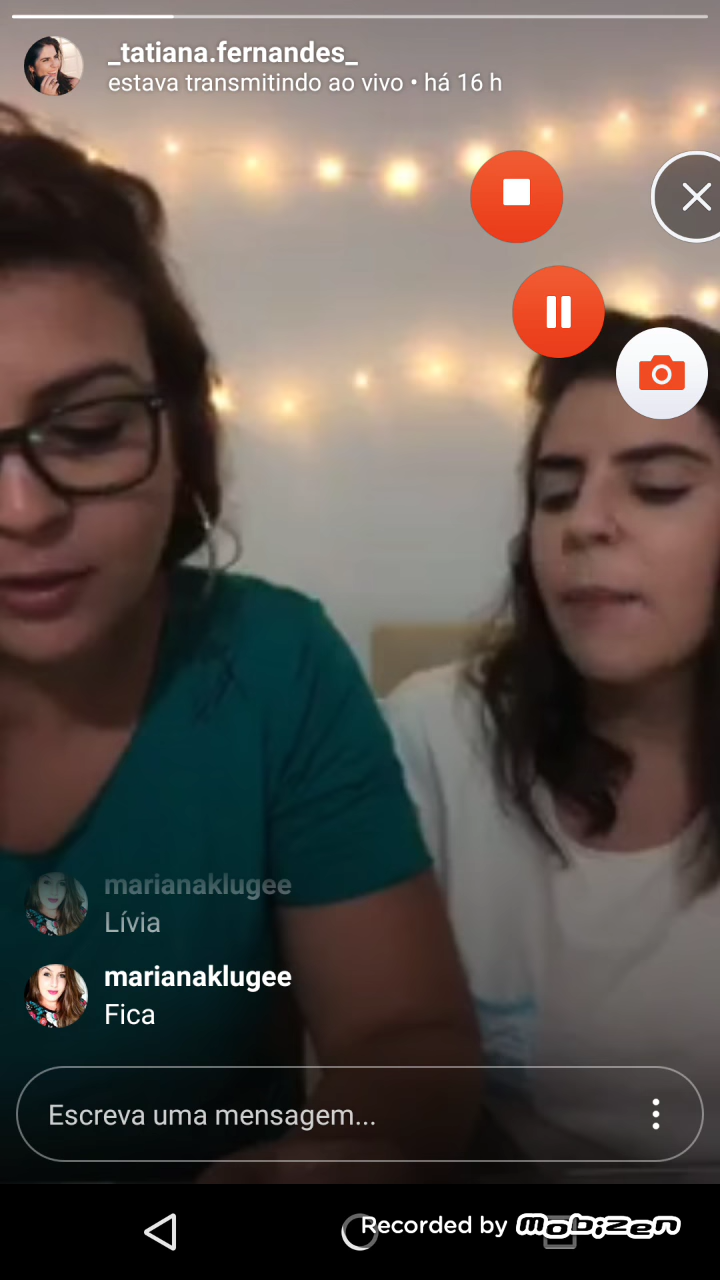 _tatiana.fernandes_
estava transmitindo ao vivo • há 16 h
marianaklugee
Lívia
marianaklugee
Fica
Escreva uma mensagem...
Recorded by mobizen